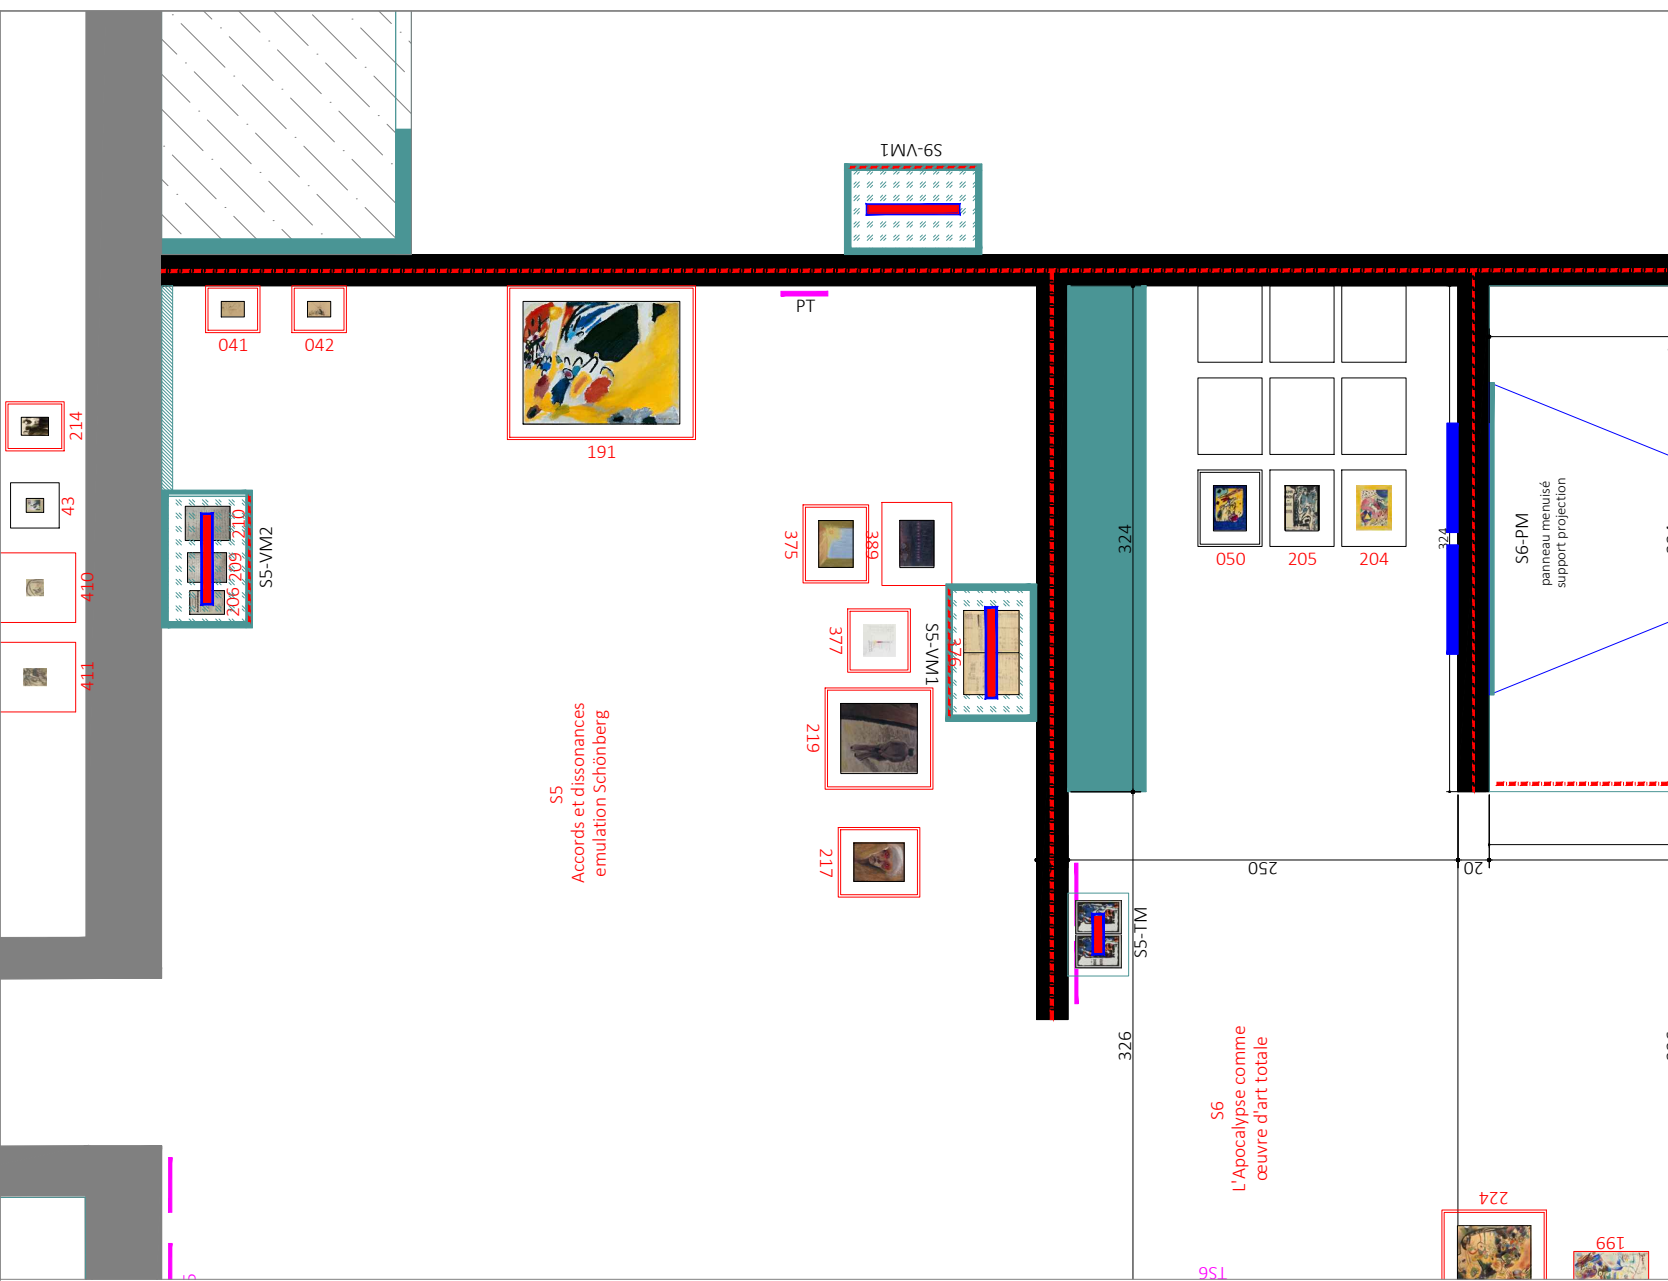 S9-VM1
PT
041
042
191
214
43
410
411
210
209
206
S5-VM2
375
389
377
S5-VM1
376
219
217
S5
Accords et dissonances
emulation Schönberg
324
050
205
204
324
S6-PM
panneau menuisé
support projection
250
20
S5-TM
326
S6
L'Apocalypse comme
œuvre d'art totale
224
199
TS6